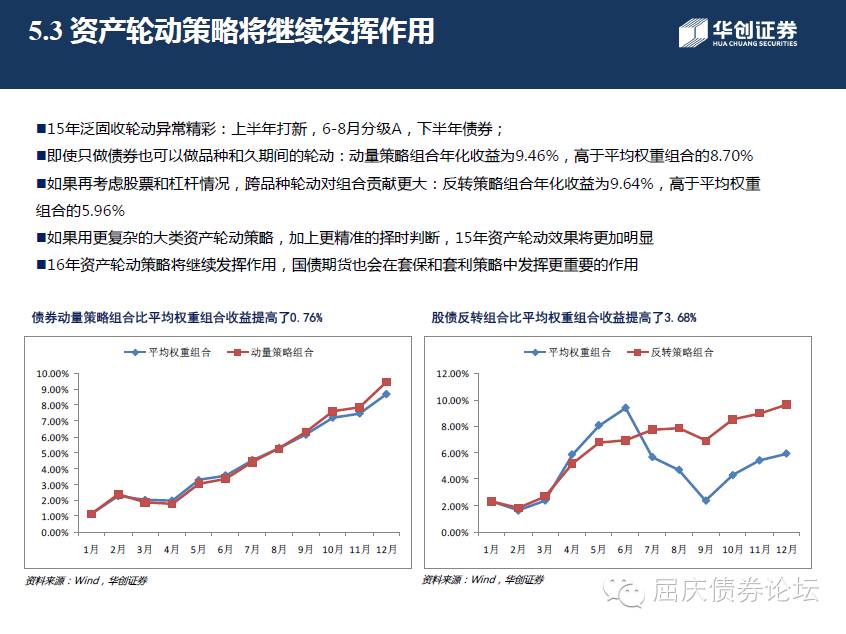 5.3 资产轮动策略将继续发挥作用
华创证券
HUA CHUANG SECURITIES
■15年泛固收轮动异常精彩：上半年打新，6-8月分级A，下半年债券；
■即使只做债券也可以做品种和久期间的轮动：动量策略组合年化收益为9.46%，高于平均权重组合的8.70%
■如果再考虑股票和杠杆情况，跨品种轮动对组合贡献更大：反转策略组合年化收益为9.64%，高于平均权重
组合的5.96%
■如果用更复杂的大类资产轮动策略，加上更精准的择时判断，15年资产轮动效果将更加明显
■16年资产轮动策略将继续发挥作用，国债期货也会在套保和套利策略中发挥更重要的作用
债券动量策略组合比平均权重组合收益提高了0.76%
平均权重组合 动量策略组合
10.00%
9.00%
8.00%
7.00%
6.00%
5.00%
4.00%
3.00%
2.00%
1.00%
0.00%
1月 2月 3月 4月 5月 6月 7月 8月 9月 10月 11月 12月
资料来源：Wind，华创证券
股债反转组合比平均权重组合收益提高了3.68%
平均权重组合 反转策略组合
12.00%
10.00%
8.00%
6.00%
4.00%
2.00%
0.00%
1月 2月 3月 4月 5月 6月 7月 8月 9月 10月 11月 12月
资料来源：Wind，华创证券
屈庆债券论坛